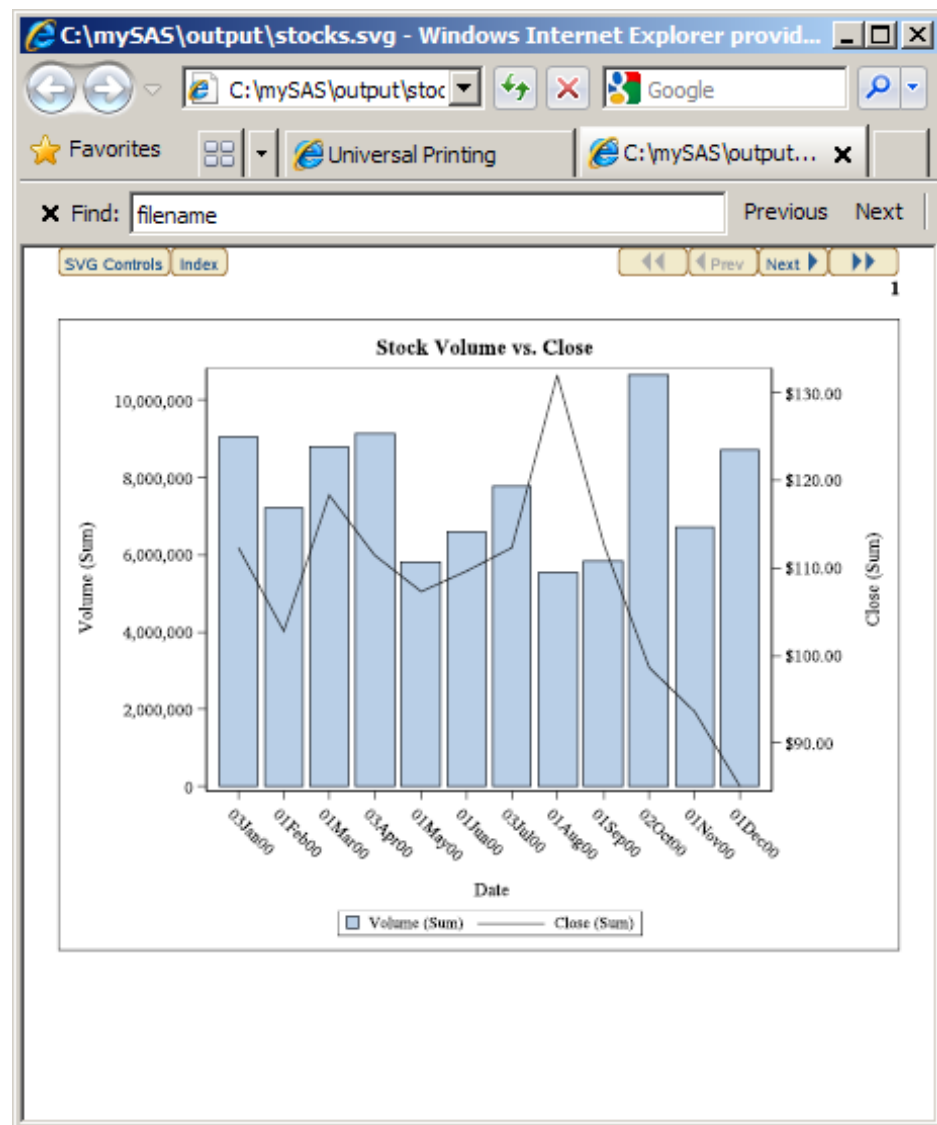 C:\mySAS\output\stocks.svg - Windows Internet Explorer provid...
C:\mySAS\output\stoc
Google
Favorites
Universal Printing
C:\mySAS\output...
Find: filename
Previous Next
SVG Controls Index
Prev Next
1
Stock Volume vs. Close
10,000,000
8,000,000
6,000,000
4,000,000
2,000,000
0
Volume (Sum)
$130.00
$120.00
$110.00
$100.00
$90.00
Close (Sum)
03Jan00 01Feb00 01Mar00 03Apr00 01May00 01Jun00 03Jul00 01Aug00 01Sep00 02Oct00 01Nov00 01Dec00
Date
Volume (Sum) Close (Sum)